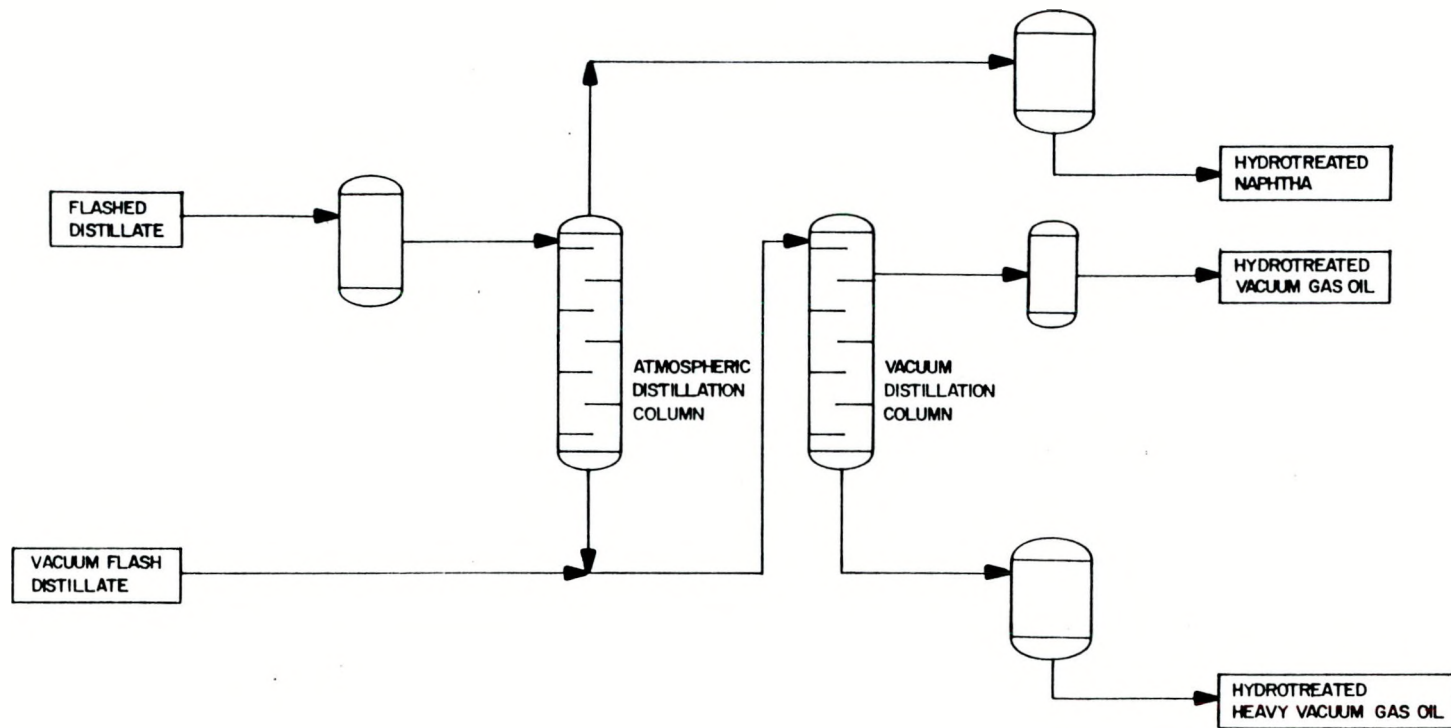 HYDROTREATED
NAPHTHA
FLASHED
DISTILLATE
HYDROTREATED
VACUUM GAS OIL
ATMOSPHERIC
DISTILLATION
COLUMN
VACUUM
DISTILLATION
COLUMN
VACUUM FLASH
DISTILLATE
HYDROTREATED
HEAVY VACUUM GAS OIL